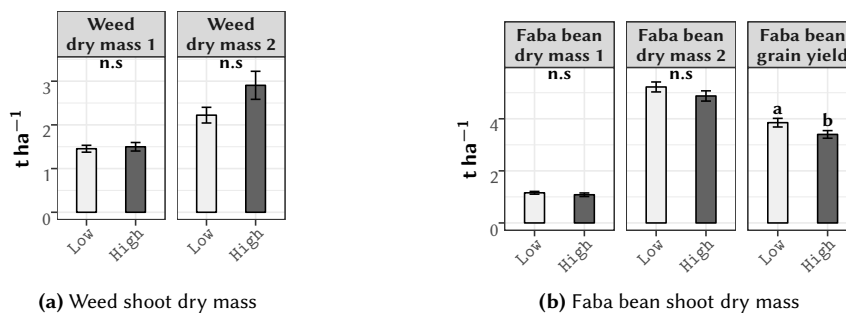 Weed
dry mass 1
Weed
dry mass 2
n.s
n.s
t ha−1
3
2
1
0
Low
High
Low
High
(a) Weed shoot dry mass
Faba bean
dry mass 1
Faba bean
dry mass 2
Faba bean
grain yield
n.s
n.s
a
b
t ha−1
4
2
0
Low
High
Low
High
Low
High
(b) Faba bean shoot dry mass